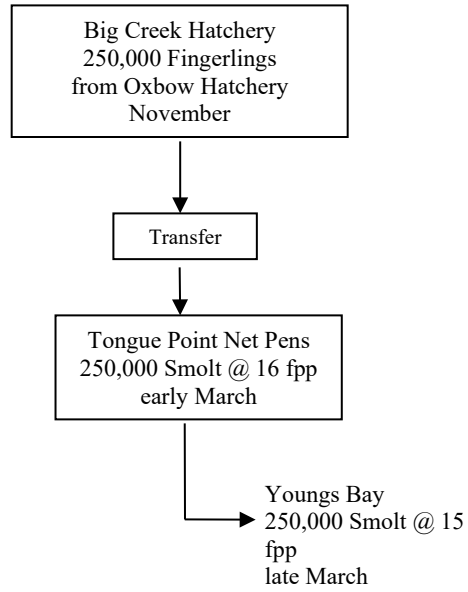 Big Creek Hatchery
250,000 Fingerlings
from Oxbow Hatchery
November
Transfer
Tongue Point Net Pens
250,000 Smolt @ 16 fpp
early March
Youngs Bay
250,000 Smolt @ 15
fpp
late March